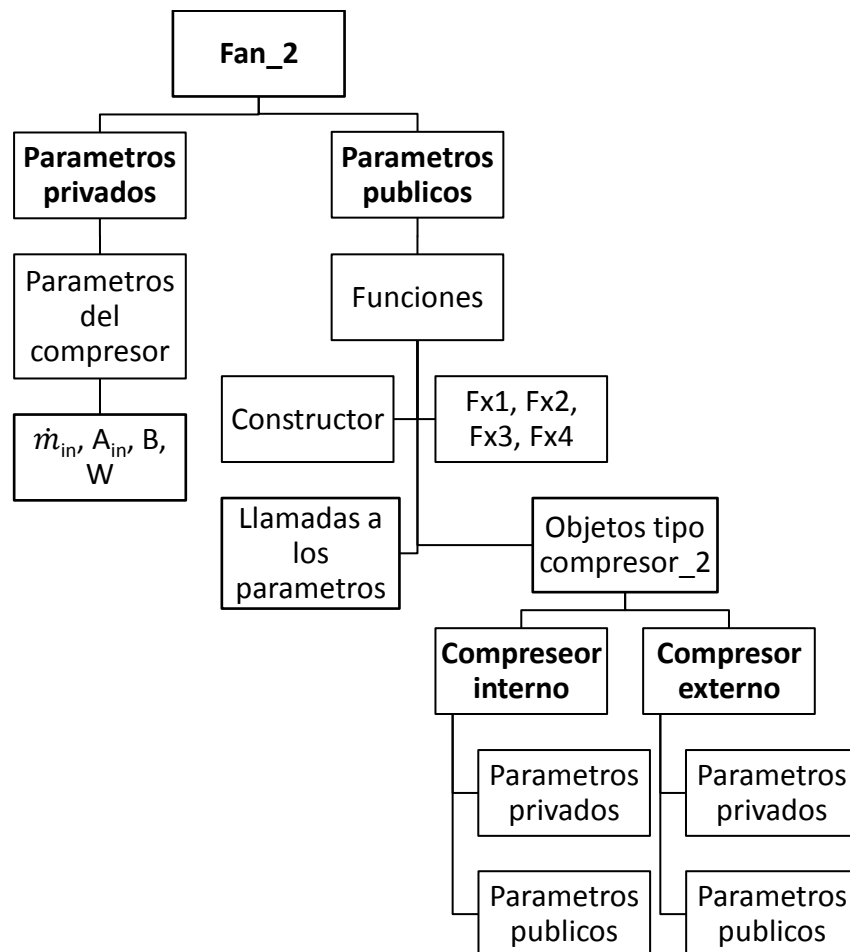 Fan_2
Parametros
privados
Parametros
publicos
Parametros
del
compresor
Funciones
ṁin, Ain, B,
W
Constructor
Fx1, Fx2,
Fx3, Fx4
Llamadas a
los
parametros
Objetos tipo
compresor_2
Compreseor
interno
Compresor
externo
Parametros
privados
Parametros
privados
Parametros
publicos
Parametros
publicos